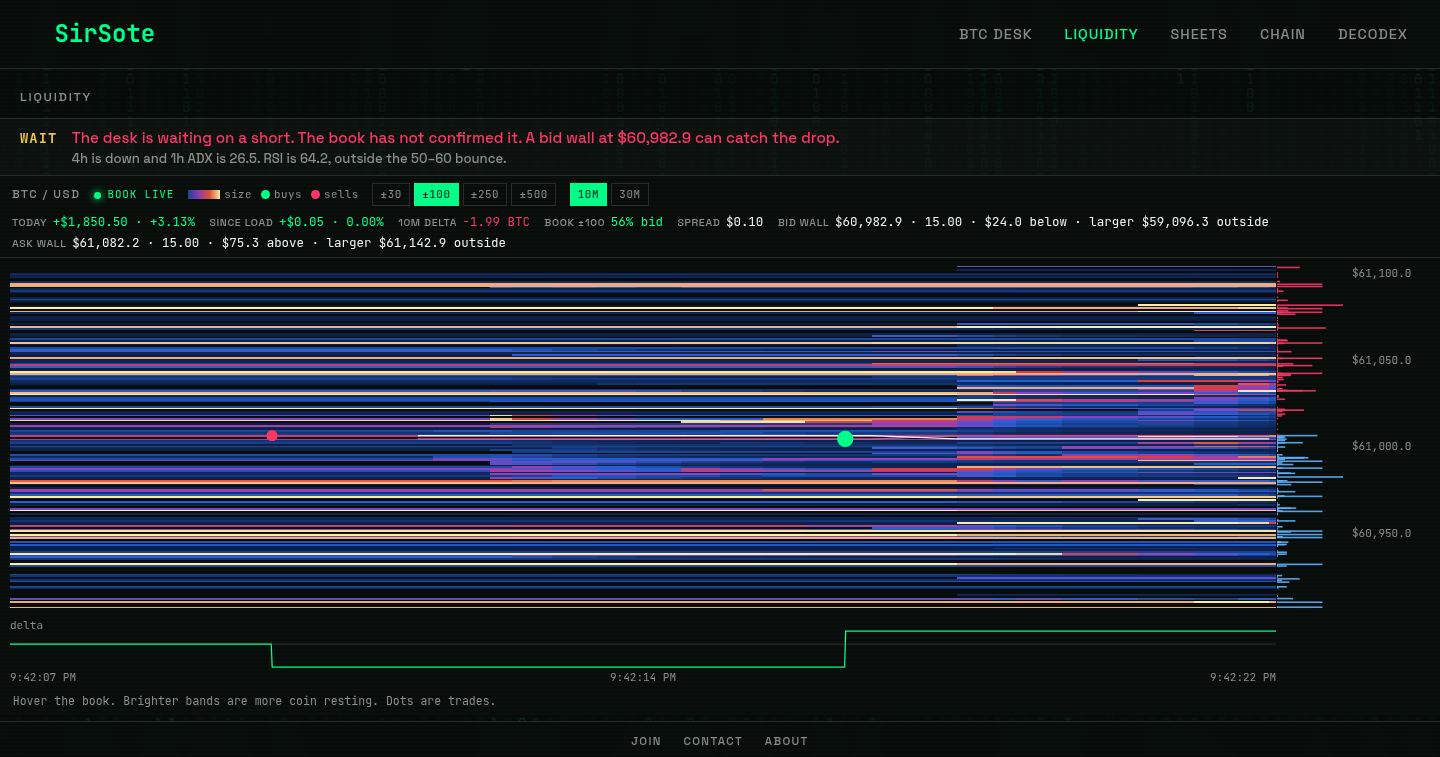 SirSote
BTC DESK LIQUIDITY SHEETS CHAIN DECODEX
LIQUIDITY
WAIT The desk is waiting on a short. The book has not confirmed it. A bid wall at $60,982.9 can catch the drop.
4h is down and 1h ADX is 26.5. RSI is 64.2, outside the 50–60 bounce.
BTC / USD BOOK LIVE size buys sells ±30 ±100 ±250 ±500 10M 30M
TODAY +$1,850.50 · +3.13% SINCE LOAD +$0.05 · 0.00% 10M DELTA -1.99 BTC BOOK ±100 56% bid SPREAD $0.10 BID WALL $60,982.9 · 15.00 · $24.0 below · larger $59,096.3 outside
ASK WALL $61,082.2 · 15.00 · $75.3 above · larger $61,142.9 outside
$61,100.0
$61,050.0
$61,000.0
$60,950.0
delta
9:42:07 PM 9:42:14 PM 9:42:22 PM
Hover the book. Brighter bands are more coin resting. Dots are trades.
JOIN CONTACT ABOUT